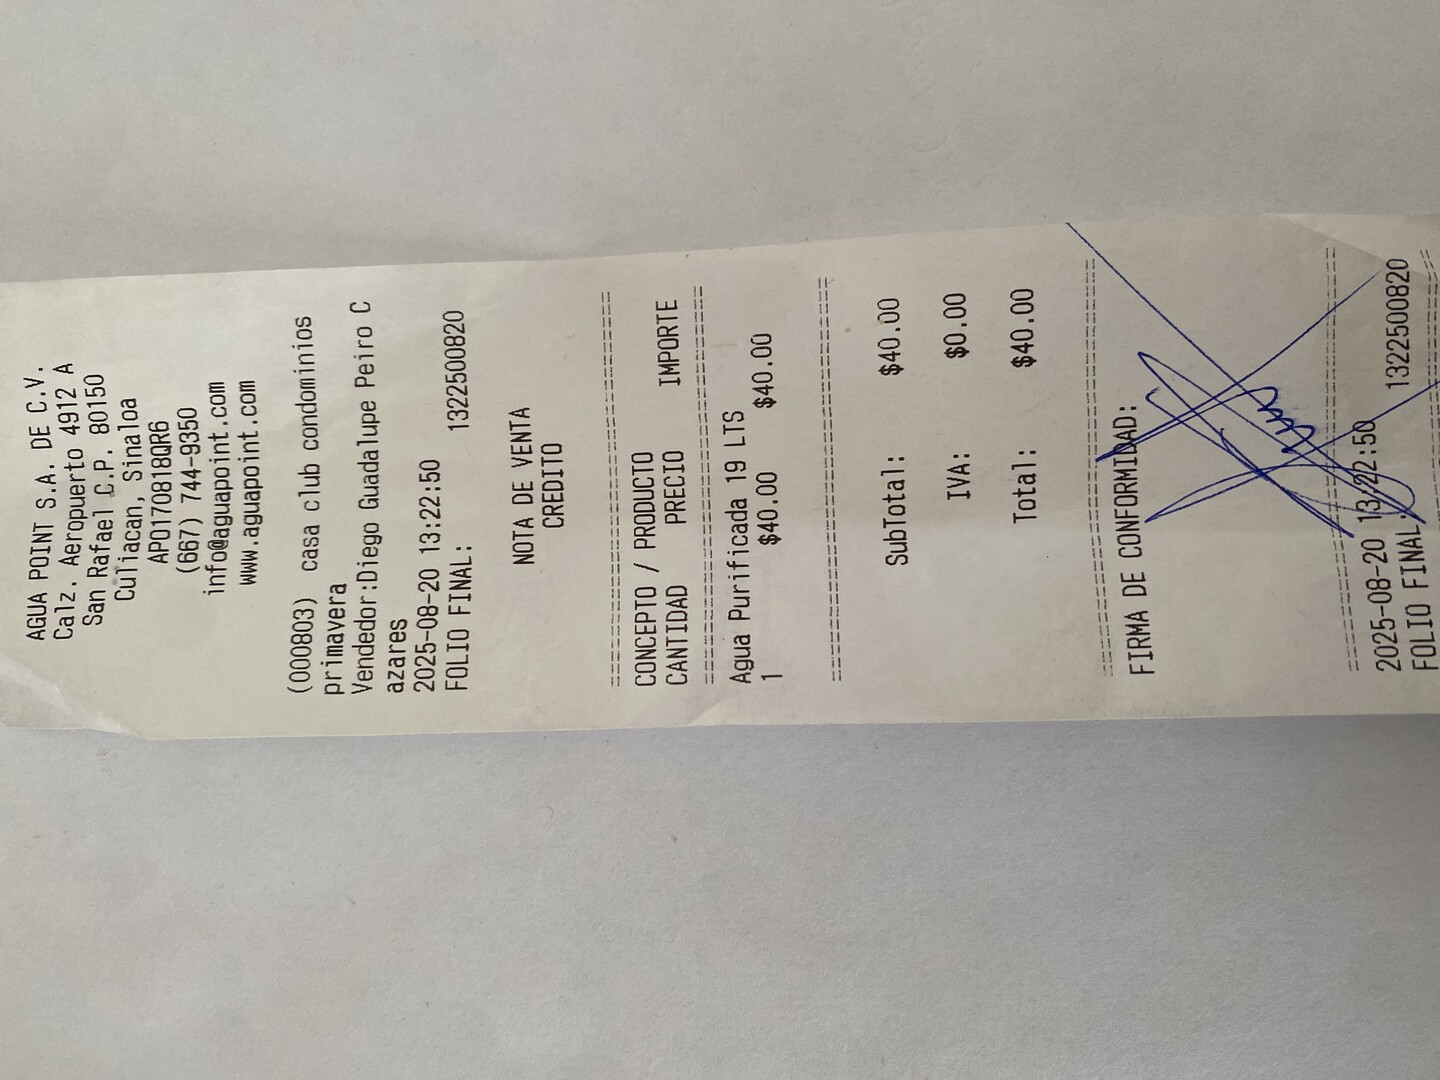 AGUA POINT S.A. DE C.V.
Calz. Aeropuerto 4912 A
San Rafael C.P. 80150
Culiacan, Sinaloa
APO170818QR6
(667) 744-9350
info@aguapoint.com
www.aguapoint.com
(000803) casa club condominios
primavera
Vendedor:Diego Guadalupe Peiro C
azares
2025-08-20 13:22:50
FOLIO FINAL: 1322500820
NOTA DE VENTA
CREDITO
================================
CONCEPTO / PRODUCTO
CANTIDAD PRECIO IMPORTE
================================
Agua Purificada 19 LTS
1 $40.00 $40.00
================================
SubTotal: $40.00
IVA: $0.00
Total: $40.00
================================
FIRMA DE CONFORMIDAD:
================================
2025-08-20 13:22:50
FOLIO FINAL: 1322500820